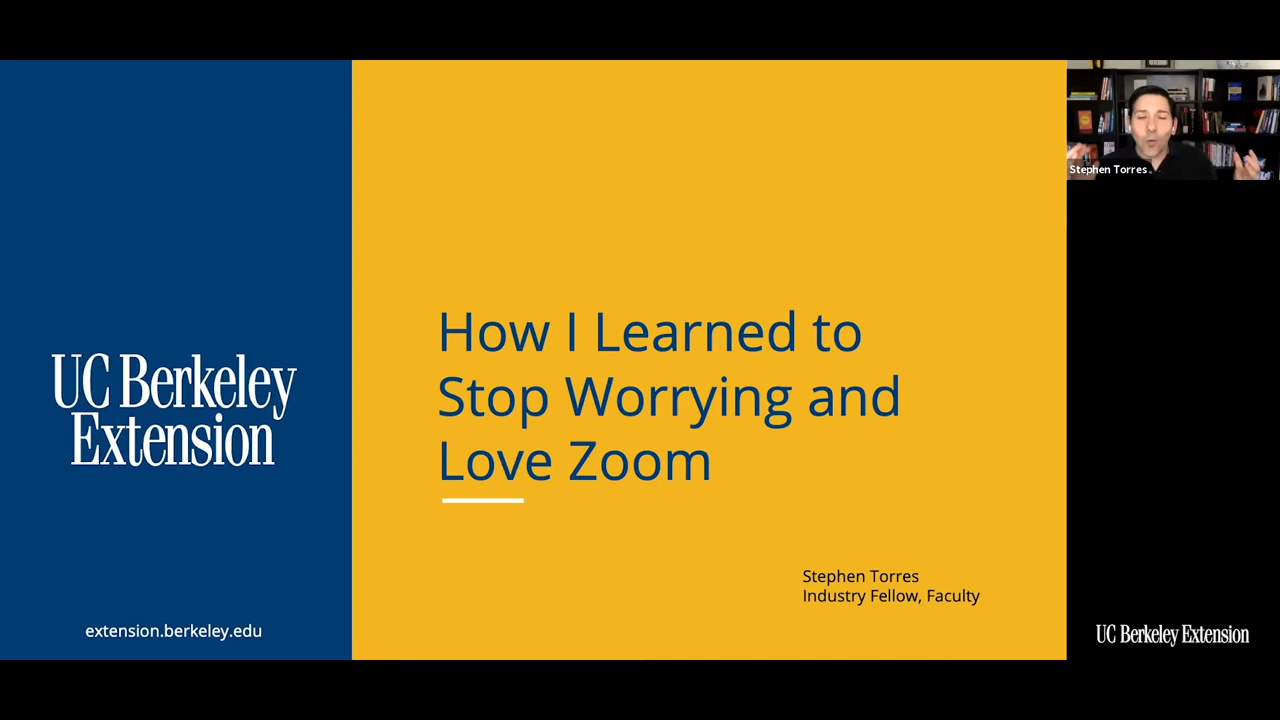 UC Berkeley
Extension
extension.berkeley.edu
How I Learned to
Stop Worrying and
Love Zoom
Stephen Torres
Industry Fellow, Faculty
Stephen Torres
UC Berkeley Extension